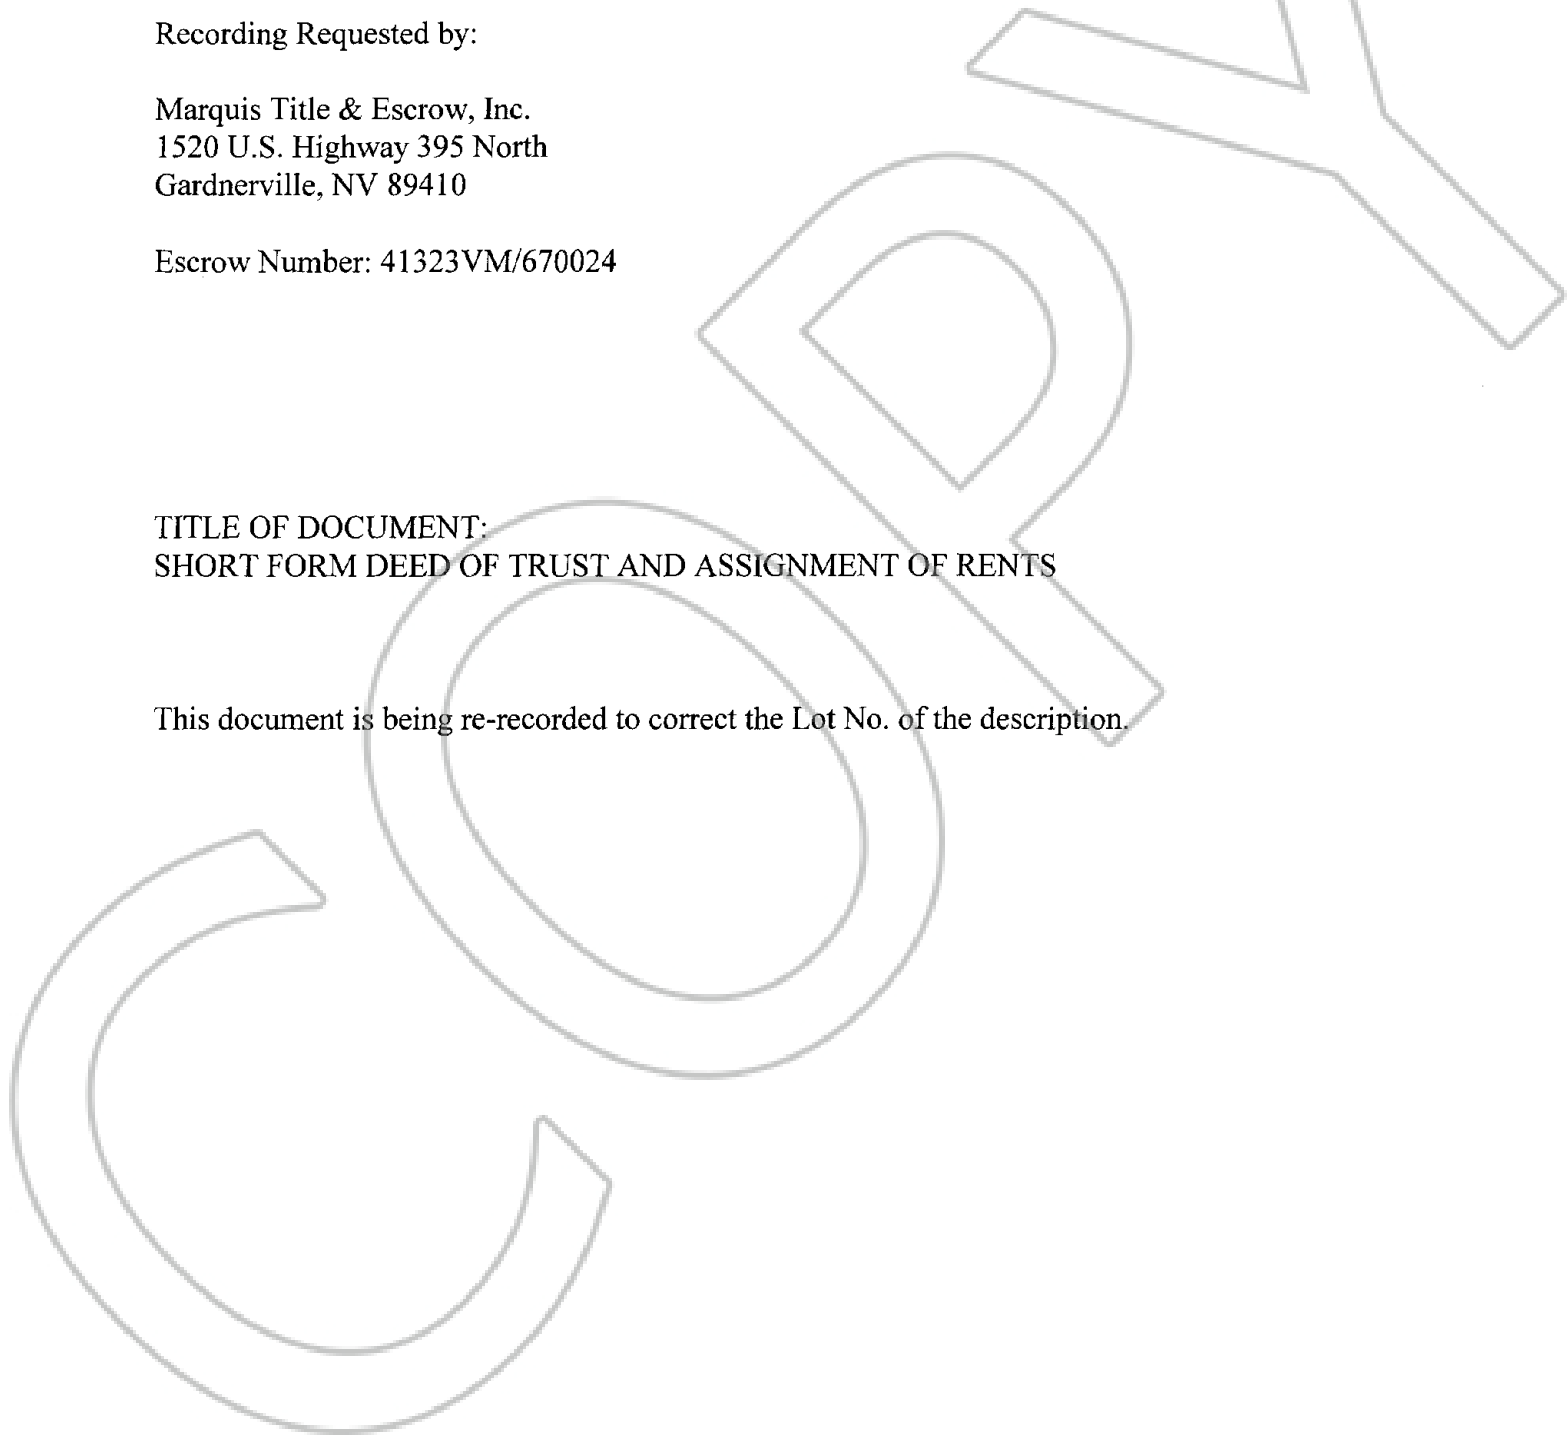 Recording Requested by:
Marquis Title & Escrow, Inc.
1520 U.S. Highway 395 North
Gardnerville, NV 89410
Escrow Number: 41323VM/670024
TITLE OF DOCUMENT:
SHORT FORM DEED OF TRUST AND ASSIGNMENT OF RENTS
This document is being re-recorded to correct the Lot No. of the description.
COPY